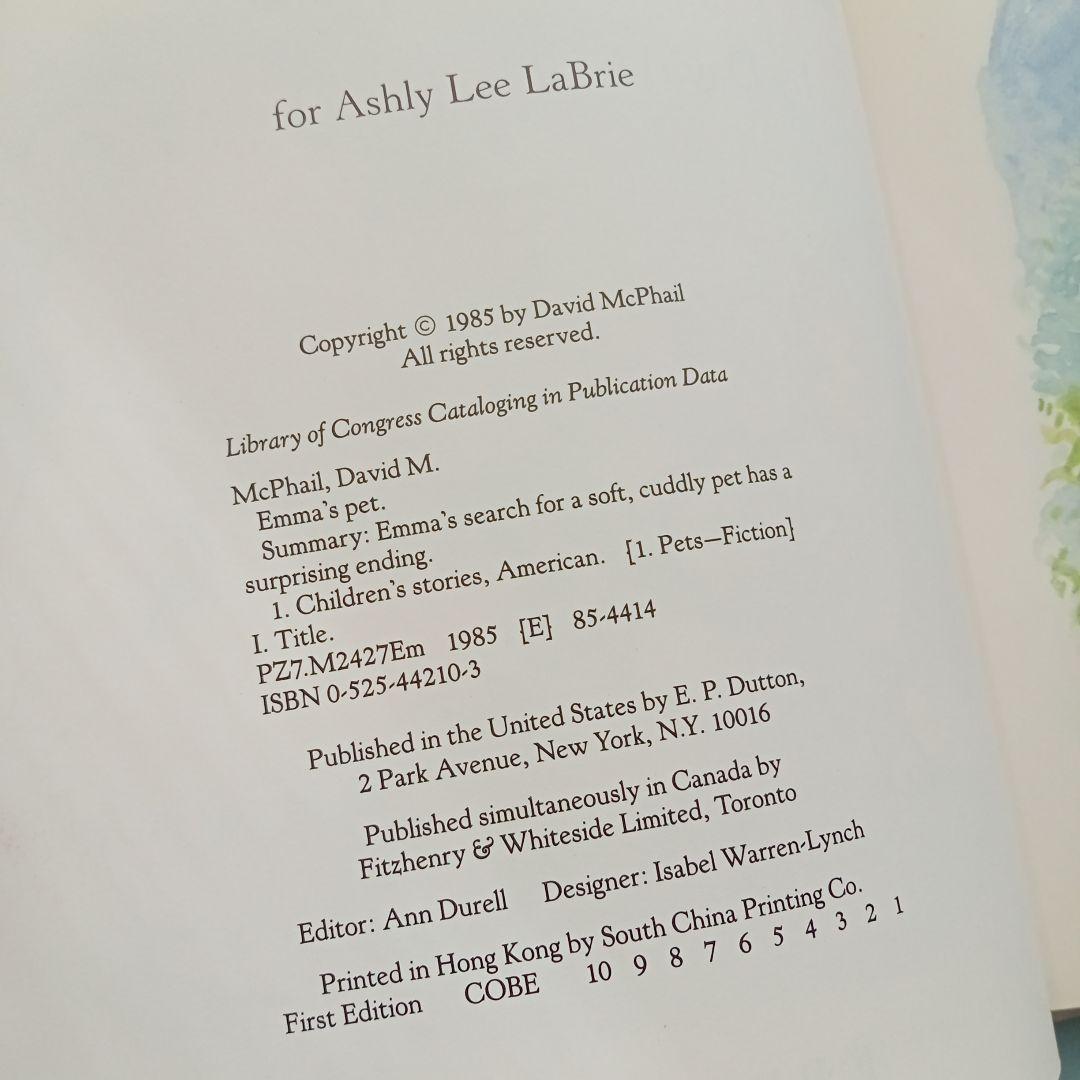 for Ashly Lee LaBrie
Copyright © 1985 by David McPhail
All rights reserved.
Library of Congress Cataloging in Publication Data
McPhail, David M.
Emma's pet.
Summary: Emma's search for a soft, cuddly pet has a
surprising ending.
1. Children's stories, American. [1. Pets—Fiction]
I. Title.
PZ7.M2427Em 1985 [E] 85-4414
ISBN 0-525-44210-3
Published in the United States by E. P. Dutton,
2 Park Avenue, New York, N.Y. 10016
Published simultaneously in Canada by
Fitzhenry & Whiteside Limited, Toronto
Editor: Ann Durell Designer: Isabel Warren-Lynch
Printed in Hong Kong by South China Printing Co.
First Edition COBE 10 9 8 7 6 5 4 3 2 1